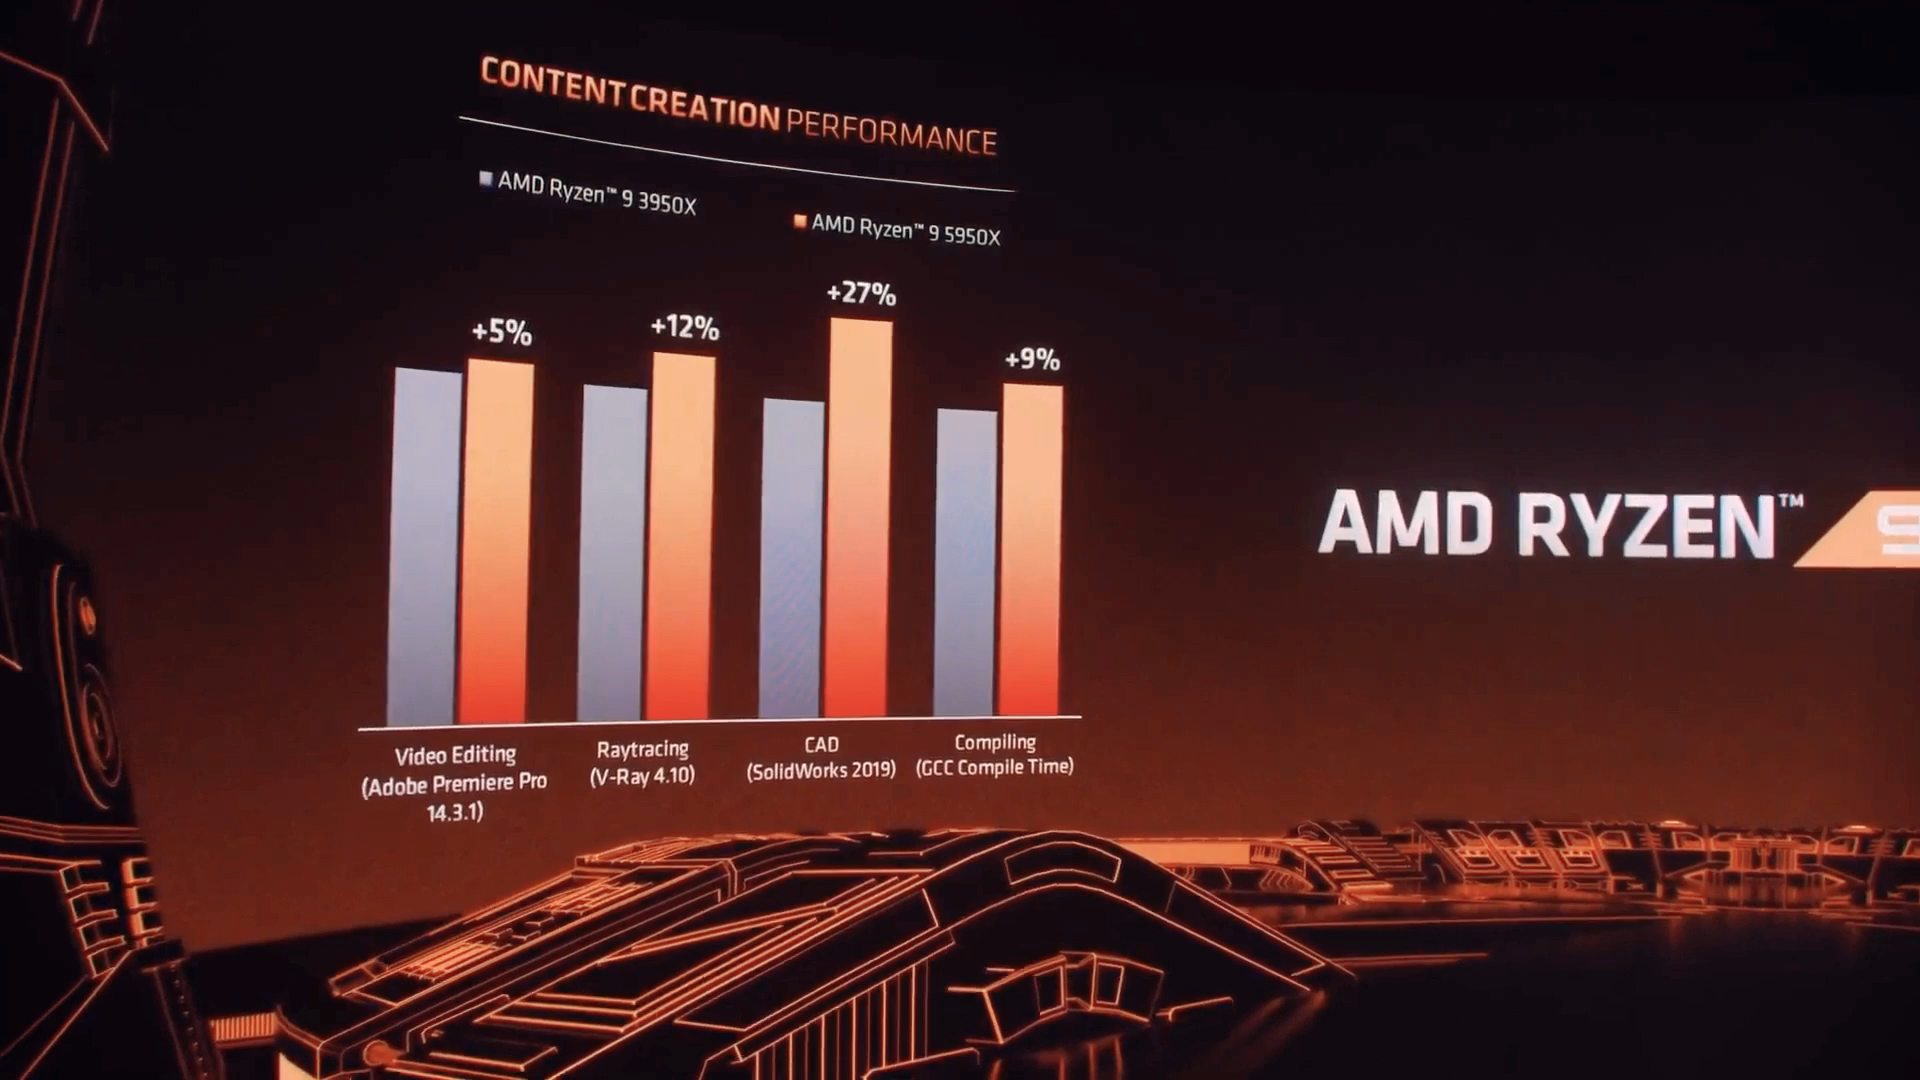 CONTENT CREATION PERFORMANCE
AMD Ryzen™ 9 3950X
AMD Ryzen™ 9 5950X
+5%
+12%
+27%
+9%
Video Editing
(Adobe Premiere Pro
14.3.1)
Raytracing
(V-Ray 4.10)
CAD
(SolidWorks 2019)
Compiling
(GCC Compile Time)
AMD RYZEN™